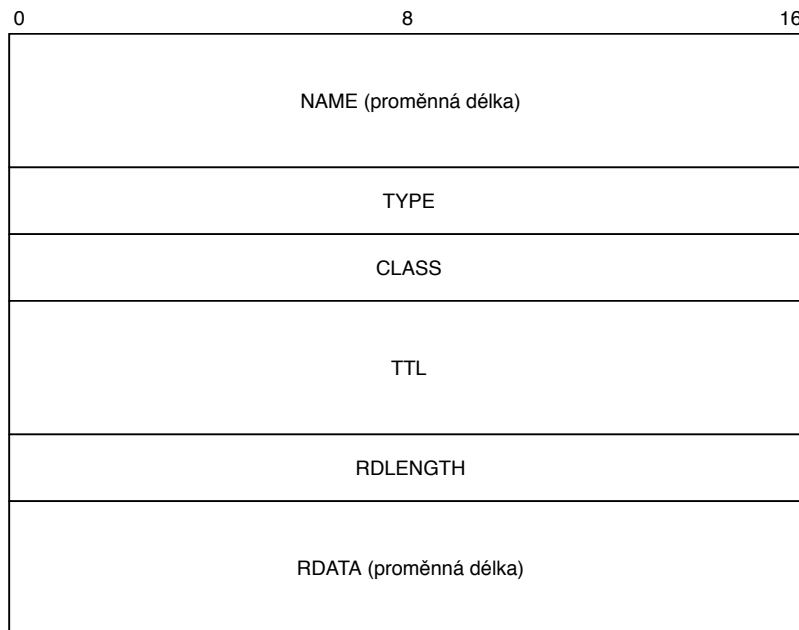 0 8 16
NAME (proměnná délka)
TYPE
CLASS
TTL
RDLENGTH
RDATA (proměnná délka)